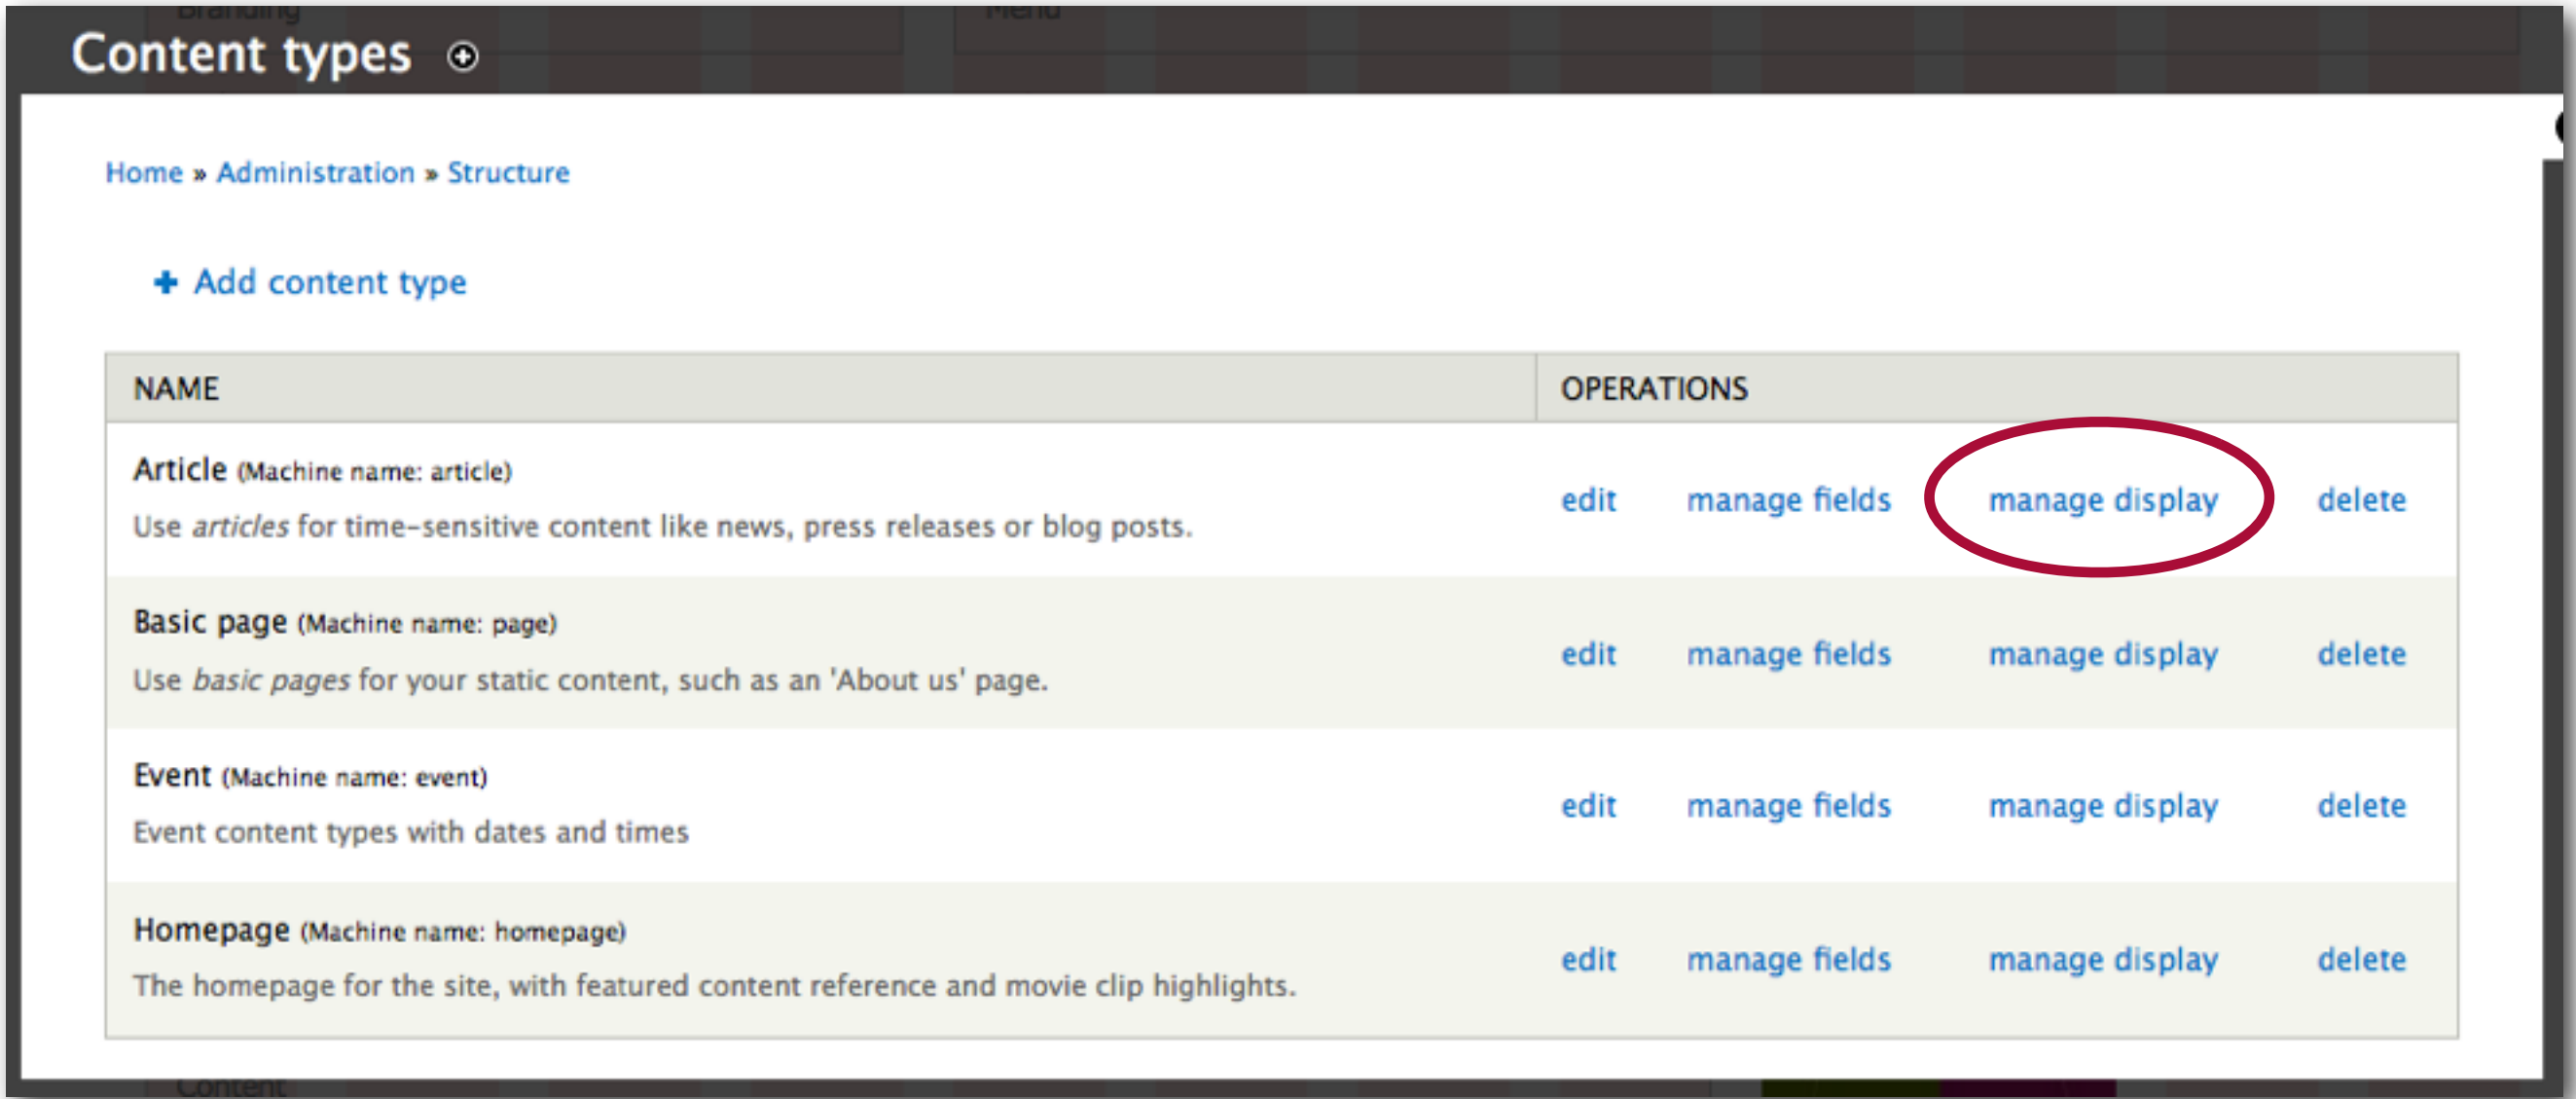 Branding Menu
Content types
Home » Administration » Structure
+ Add content type
NAME OPERATIONS
Article (Machine name: article)
Use articles for time-sensitive content like news, press releases or blog posts.
edit manage fields manage display delete
Basic page (Machine name: page)
Use basic pages for your static content, such as an 'About us' page.
edit manage fields manage display delete
Event (Machine name: event)
Event content types with dates and times
edit manage fields manage display delete
Homepage (Machine name: homepage)
The homepage for the site, with featured content reference and movie clip highlights.
edit manage fields manage display delete
Content